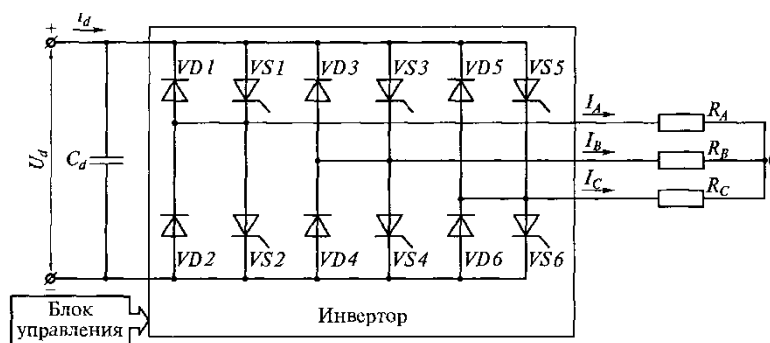 + i_d
VD1 VS1 VD3 VS3 VD5 VS5
I_A R_A
I_B R_B
I_C R_C
U_d C_d
VD2 VS2 VD4 VS4 VD6 VS6
−
Блок
управления
Инвертор